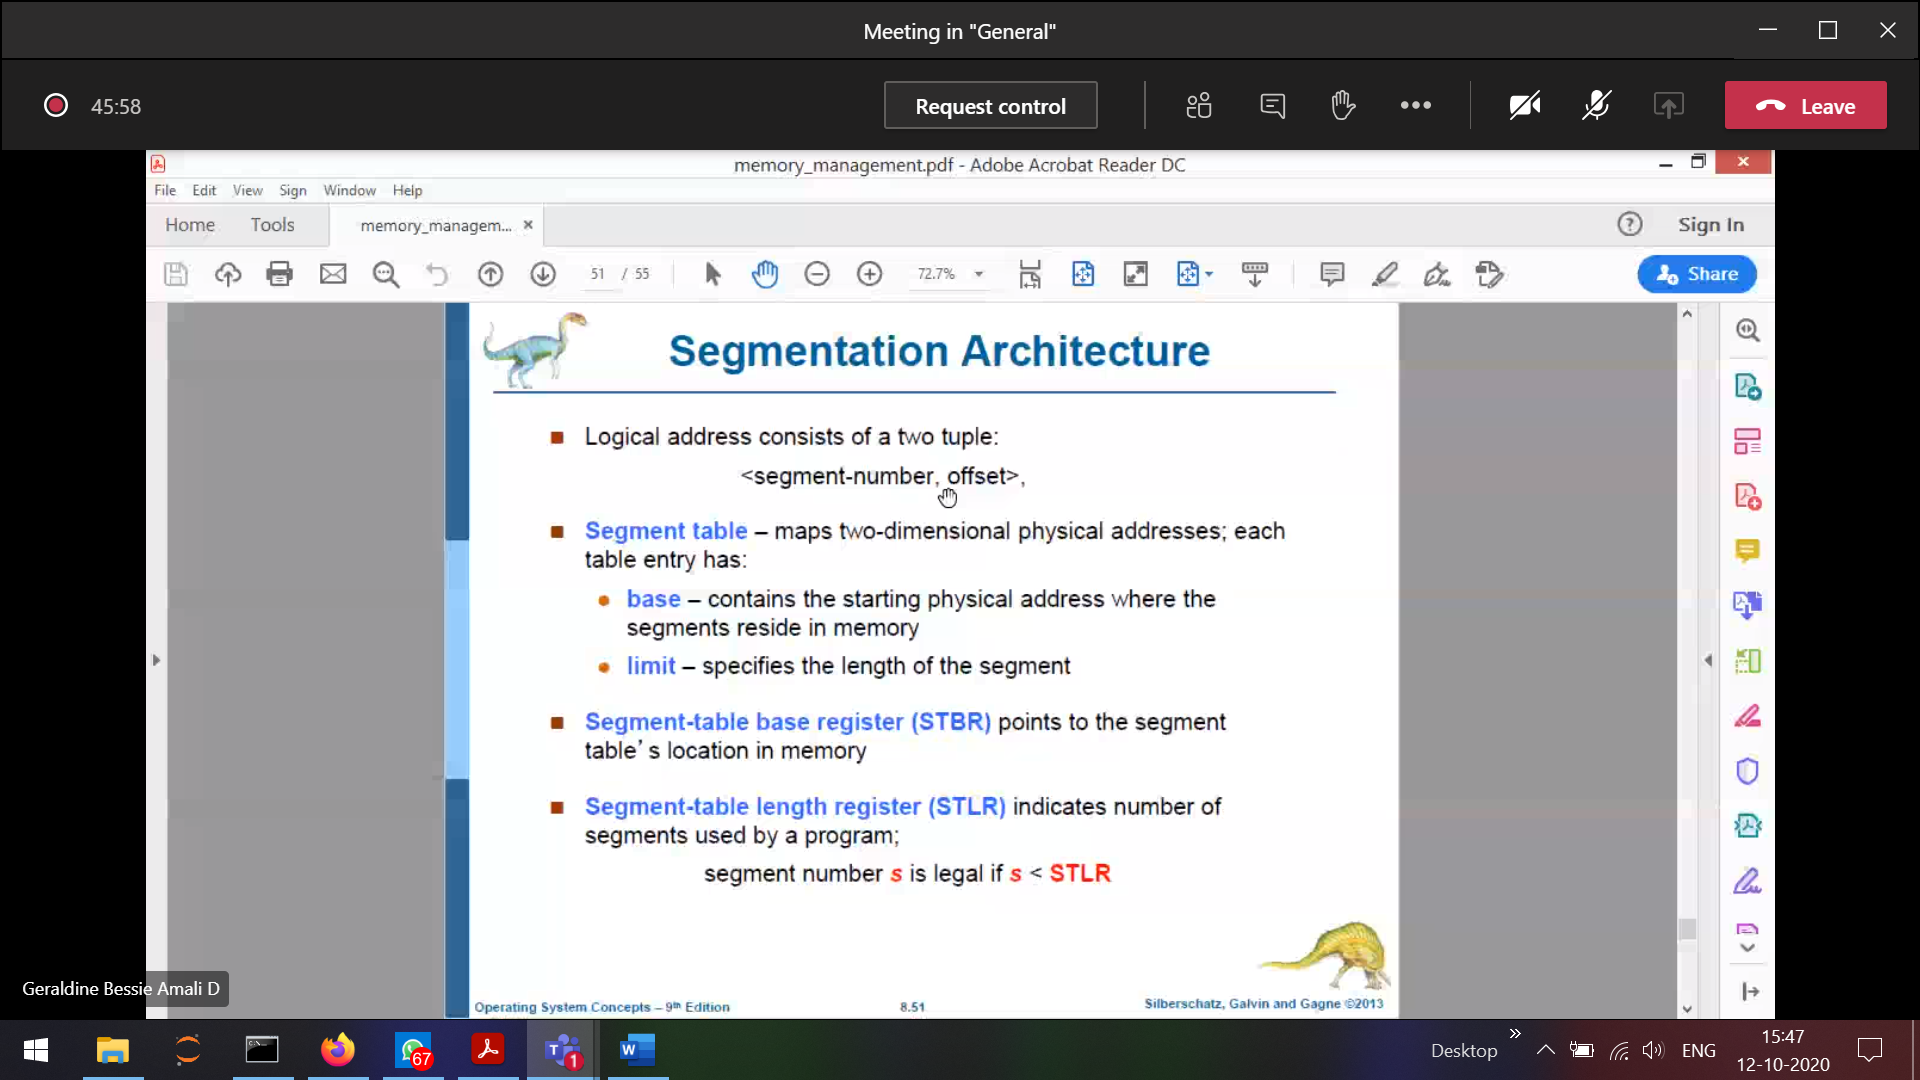 Meeting in "General"
45:58
Request control
Leave
memory_management.pdf - Adobe Acrobat Reader DC
File Edit View Sign Window Help
Home Tools memory_managem... ×
Sign In
51 / 55
72.7%
Share
Segmentation Architecture
Logical address consists of a two tuple:
<segment-number, offset>,
Segment table – maps two-dimensional physical addresses; each
table entry has:
base – contains the starting physical address where the
segments reside in memory
limit – specifies the length of the segment
Segment-table base register (STBR) points to the segment
table’s location in memory
Segment-table length register (STLR) indicates number of
segments used by a program;
segment number s is legal if s < STLR
Geraldine Bessie Amali D
Operating System Concepts – 9th Edition
8.51
Silberschatz, Galvin and Gagne ©2013
67
T
1
W
Desktop
ENG
15:47
12-10-2020